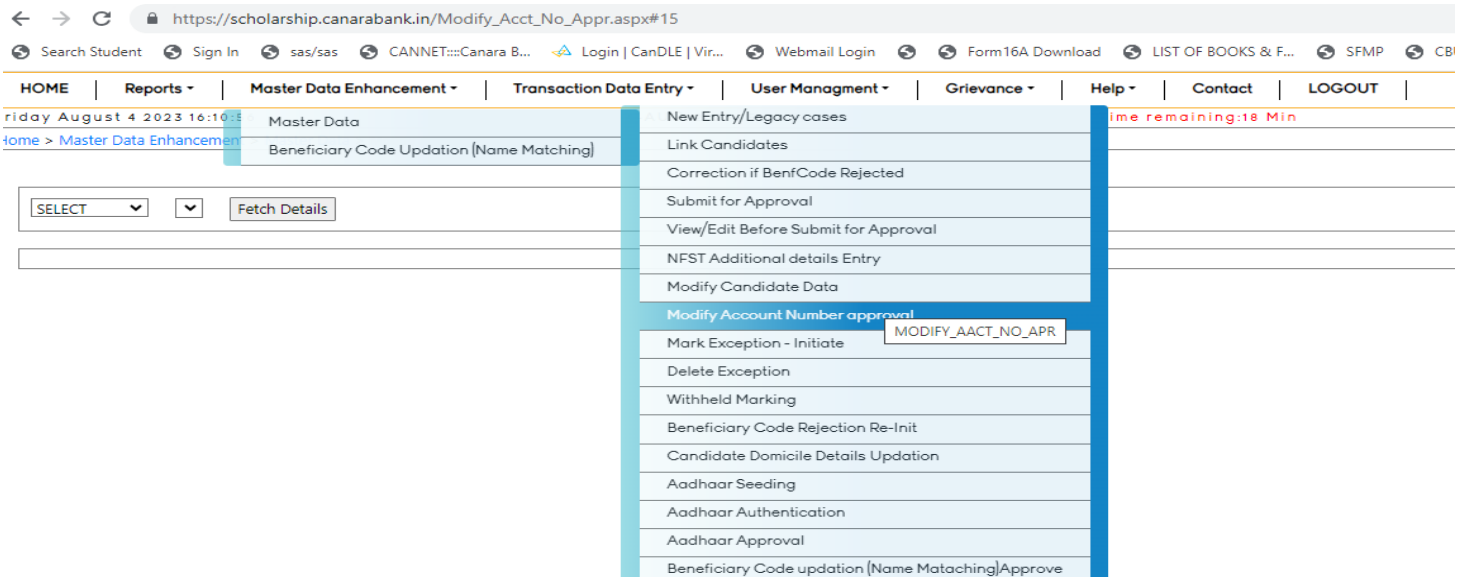 https://scholarship.canarabank.in/Modify_Acct_No_Appr.aspx#15
Search Student Sign In sas/sas CANNET::::Canara B... Login | CanDLE | Vir... Webmail Login Form16A Download LIST OF BOOKS & F... SFMP
HOME Reports Master Data Enhancement Transaction Data Entry User Managment Grievance Help Contact LOGOUT
riday August 4 2023 16:10: ime remaining:18 Min
Home > Master Data Enhancemen
Master Data
Beneficiary Code Updation (Name Matching)
SELECT Fetch Details
New Entry/Legacy cases
Link Candidates
Correction if BenfCode Rejected
Submit for Approval
View/Edit Before Submit for Approval
NFST Additional details Entry
Modify Candidate Data
Modify Account Number approval
MODIFY_AACT_NO_APR
Mark Exception - Initiate
Delete Exception
Withheld Marking
Beneficiary Code Rejection Re-Init
Candidate Domicile Details Updation
Aadhaar Seeding
Aadhaar Authentication
Aadhaar Approval
Beneficiary Code updation (Name Mataching)Approve